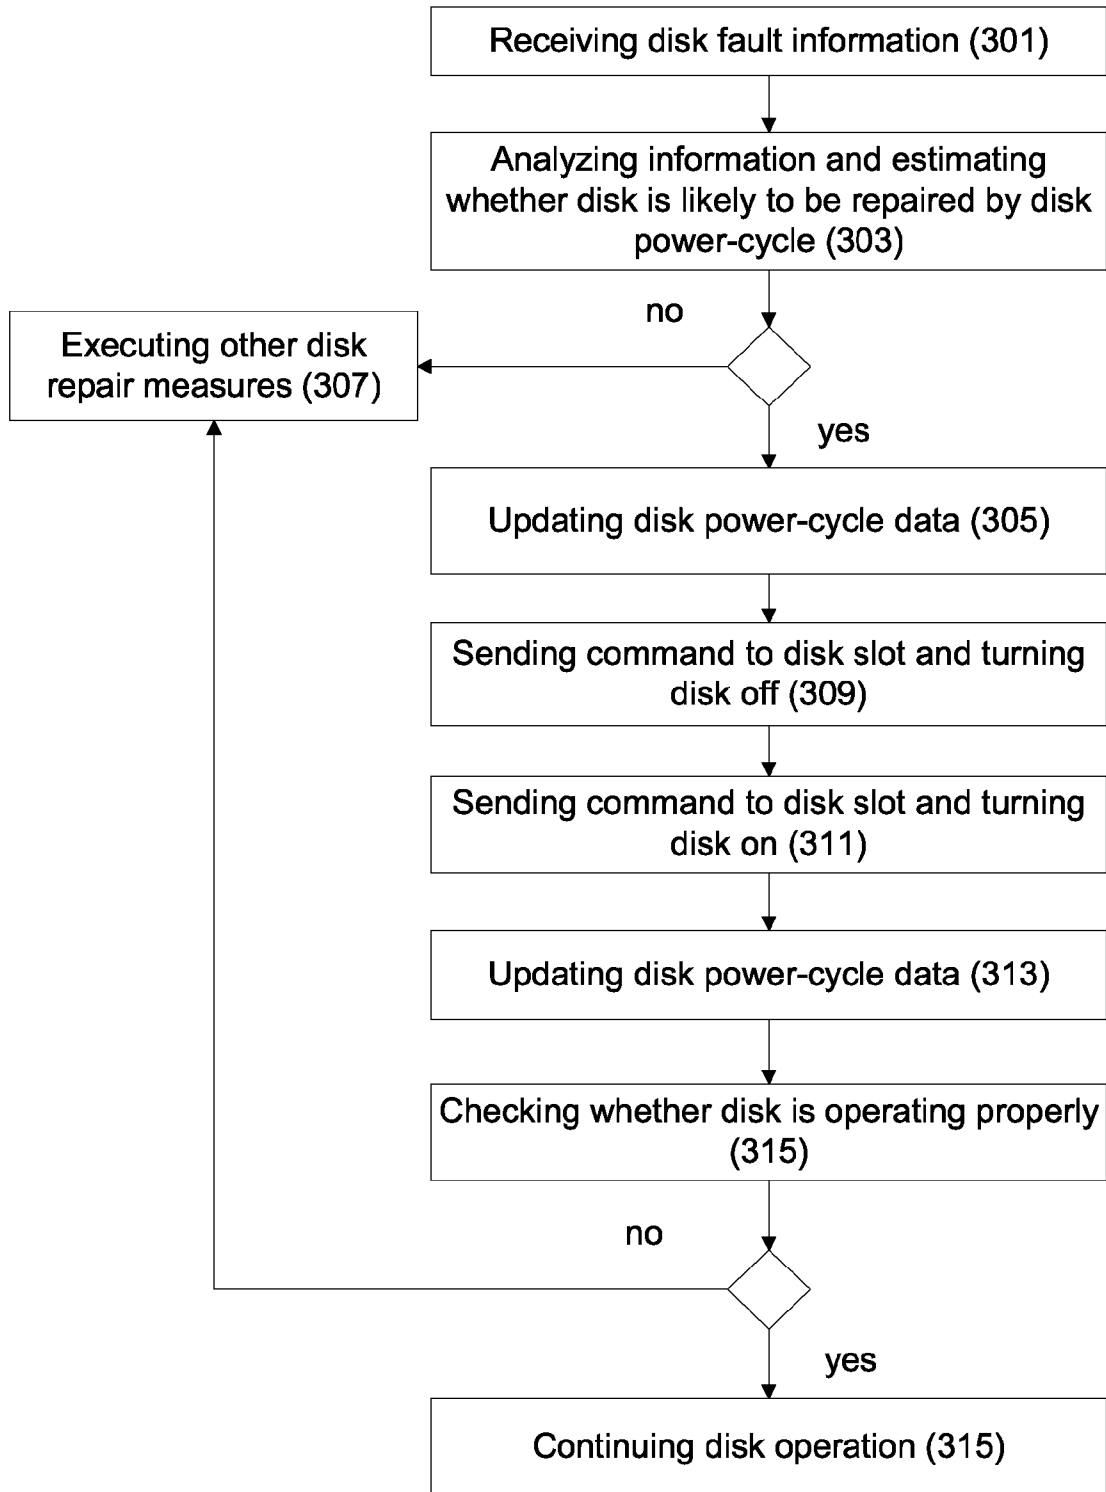 Receiving disk fault information (301)
Analyzing information and estimating
whether disk is likely to be repaired by disk
power-cycle (303)
no
Executing other disk
repair measures (307)
yes
Updating disk power-cycle data (305)
Sending command to disk slot and turning
disk off (309)
Sending command to disk slot and turning
disk on (311)
Updating disk power-cycle data (313)
Checking whether disk is operating properly
(315)
no
yes
Continuing disk operation (315)